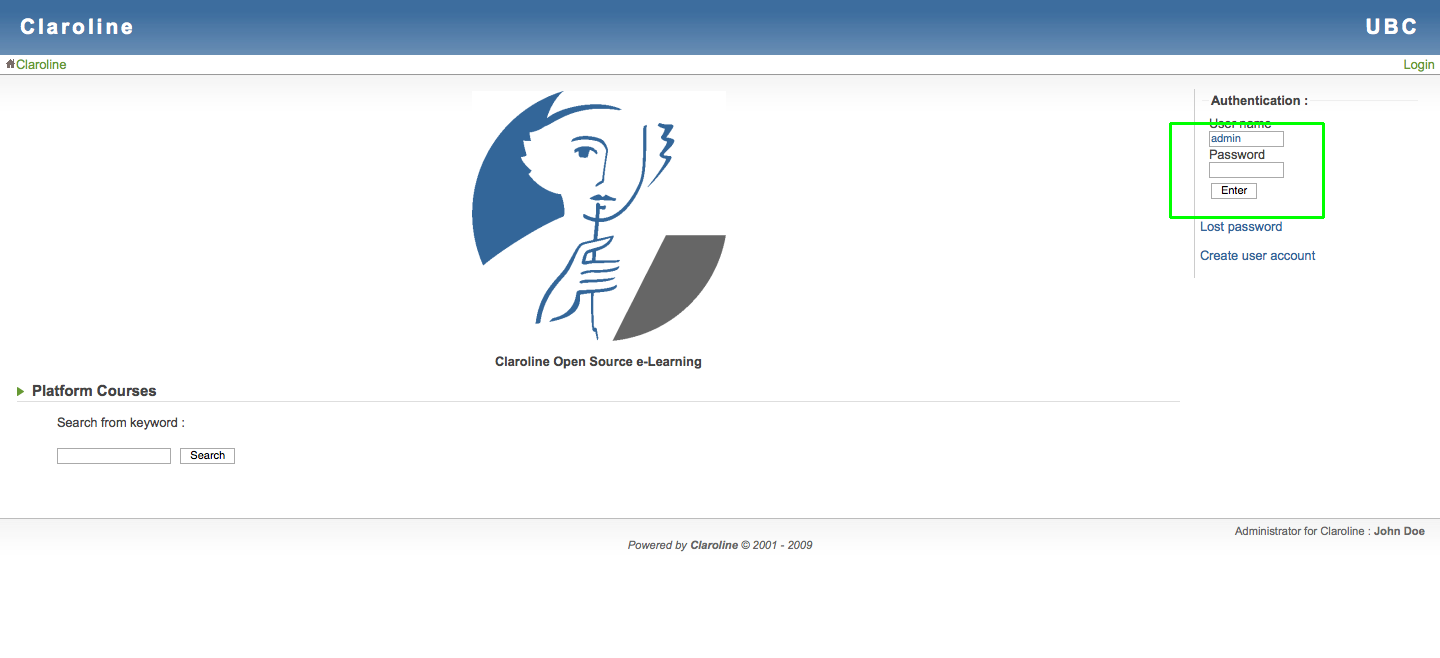 Claroline
UBC
Claroline
Login
Authentication :
User name
admin
Password
Enter
Lost password
Create user account
Claroline Open Source e-Learning
Platform Courses
Search from keyword :
Search
Administrator for Claroline : John Doe
Powered by Claroline © 2001 - 2009